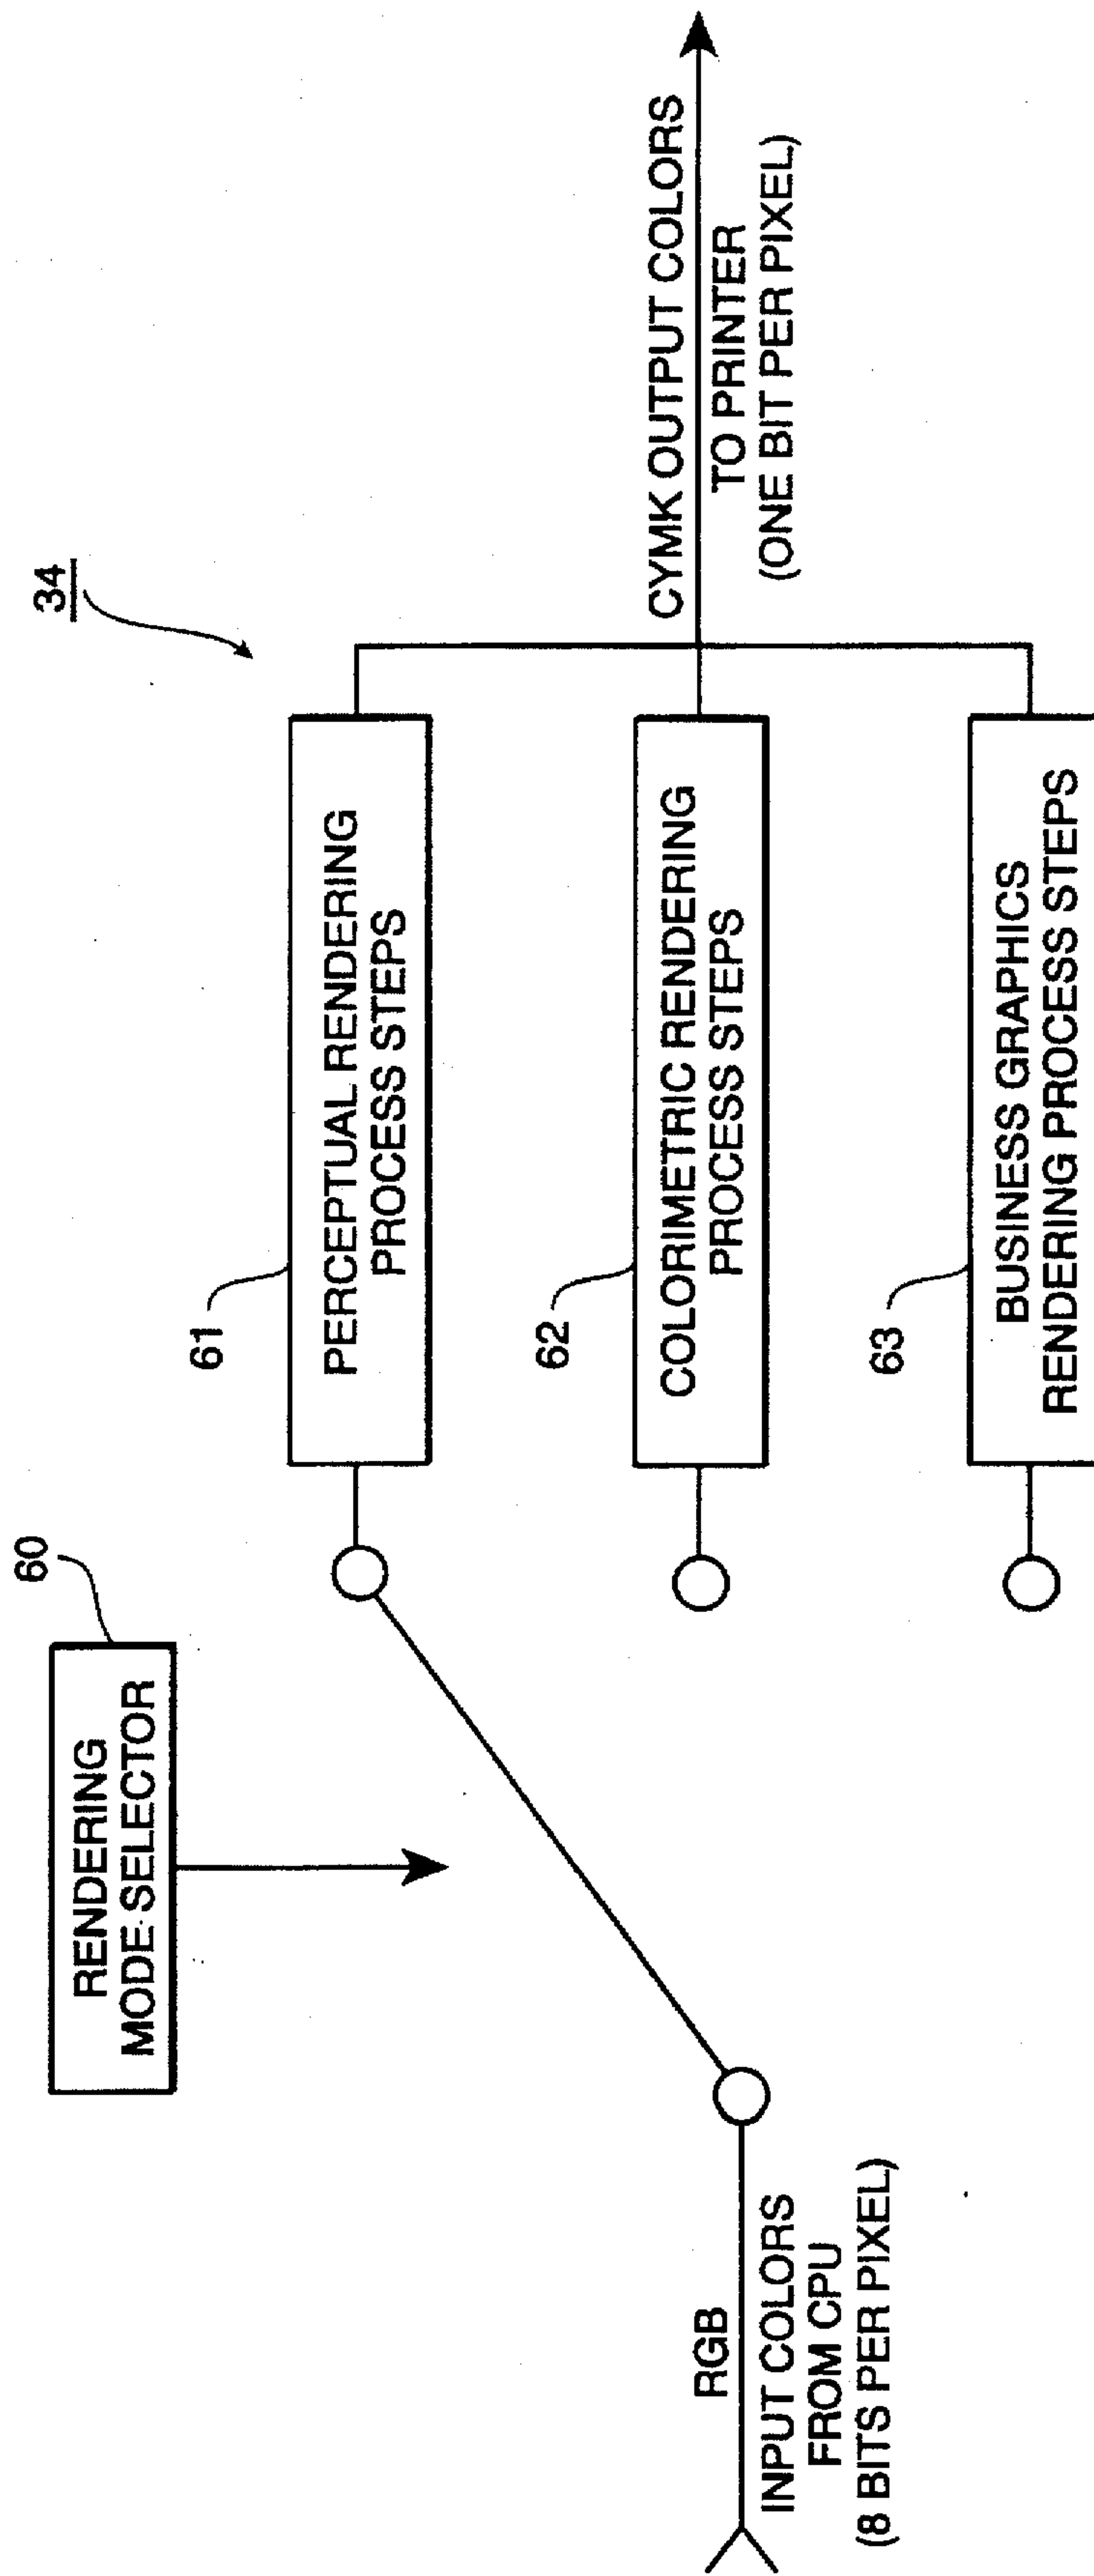 34
60
RENDERING
MODE SELECTOR
61
PERCEPTUAL RENDERING
PROCESS STEPS
62
COLORIMETRIC RENDERING
PROCESS STEPS
63
BUSINESS GRAPHICS
RENDERING PROCESS STEPS
RGB
INPUT COLORS
FROM CPU
(8 BITS PER PIXEL)
CYMK OUTPUT COLORS
TO PRINTER
(ONE BIT PER PIXEL)